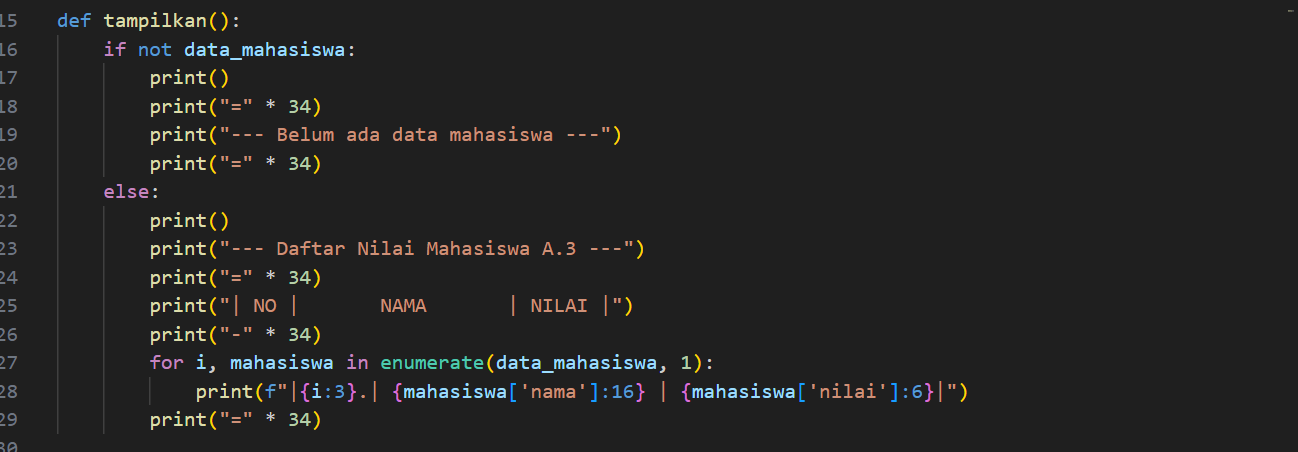 15 def tampilkan():
16     if not data_mahasiswa:
17         print()
18         print("=" * 34)
19         print("--- Belum ada data mahasiswa ---")
20         print("=" * 34)
21     else:
22         print()
23         print("--- Daftar Nilai Mahasiswa A.3 ---")
24         print("=" * 34)
25         print("| NO |       NAMA       | NILAI |")
26         print("-" * 34)
27         for i, mahasiswa in enumerate(data_mahasiswa, 1):
28             print(f"|{i:3}.| {mahasiswa['nama']:16} | {mahasiswa['nilai']:6}|")
29         print("=" * 34)
30